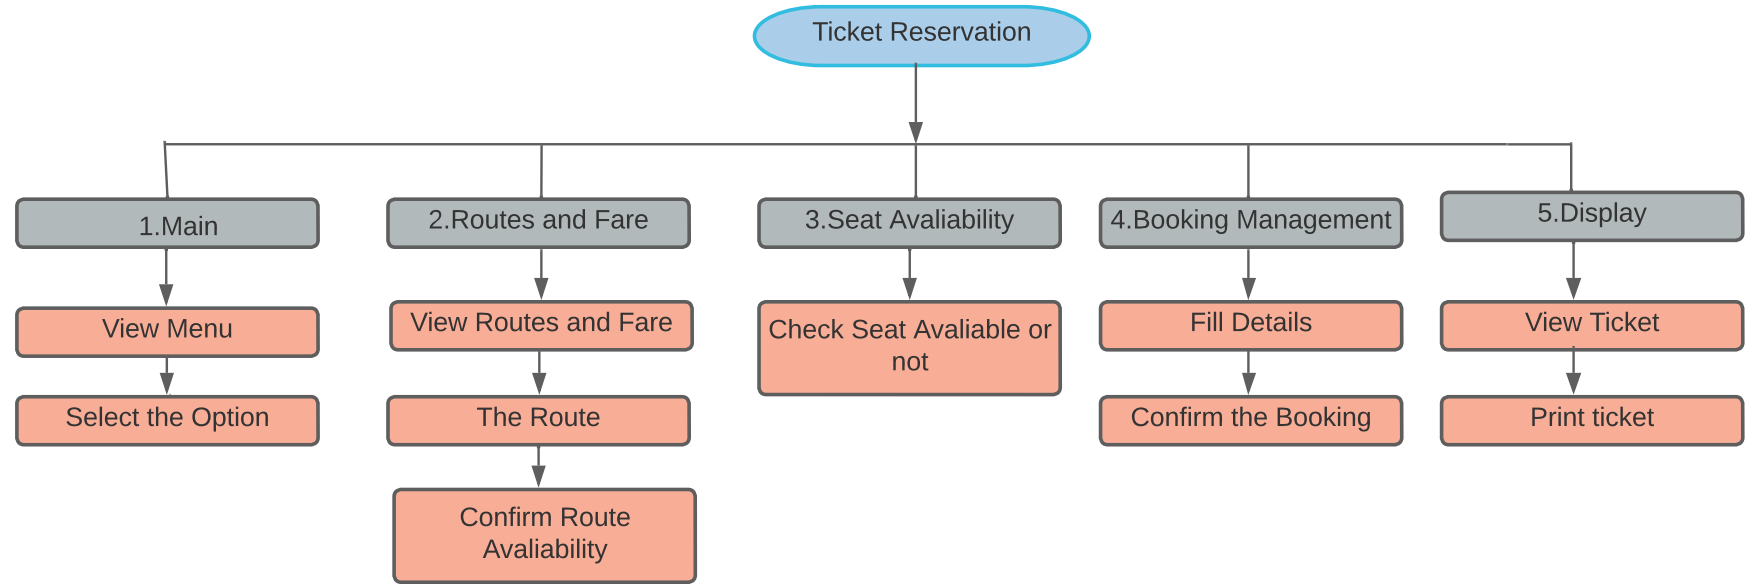 Ticket Reservation
1.Main
2.Routes and Fare
3.Seat Avaliability
4.Booking Management
5.Display
View Menu
View Routes and Fare
Check Seat Avaliable or
not
Fill Details
View Ticket
Select the Option
The Route
Confirm the Booking
Print ticket
Confirm Route
Avaliability